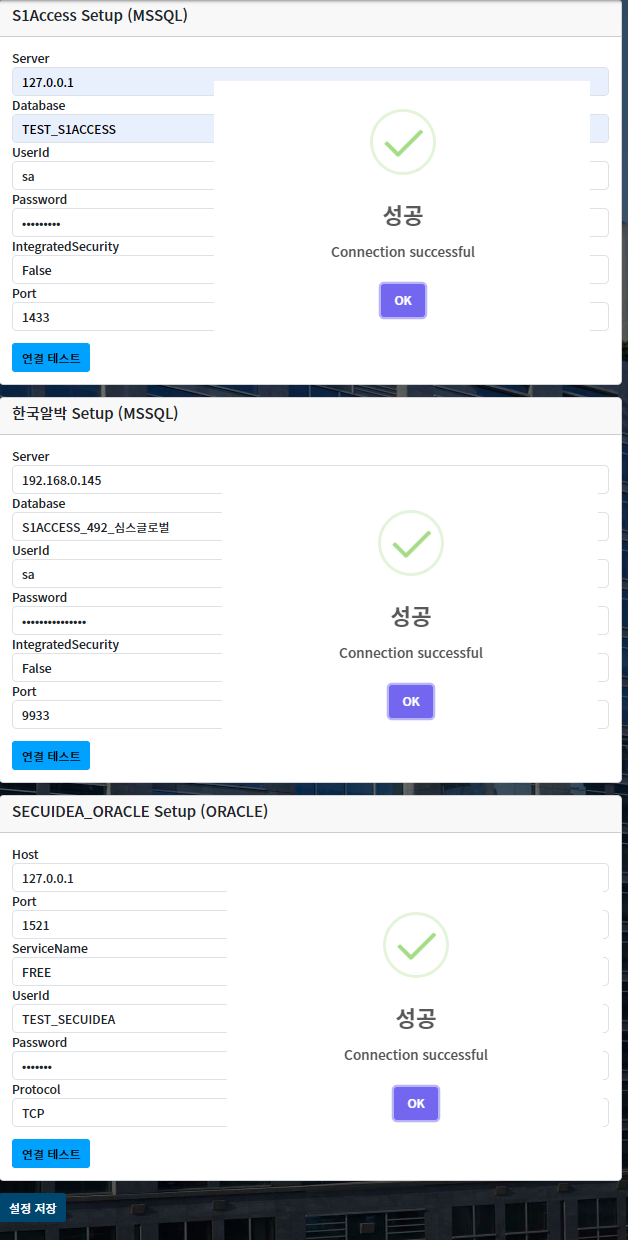 S1Access Setup (MSSQL)
Server
127.0.0.1
Database
TEST_S1ACCESS
UserId
sa
Password
•••••••••
IntegratedSecurity
False
Port
1433
성공
Connection successful
OK
연결 테스트
한국알박 Setup (MSSQL)
Server
192.168.0.145
Database
S1ACCESS_492_심스글로벌
UserId
sa
Password
•••••••••••••••
IntegratedSecurity
False
Port
9933
성공
Connection successful
OK
연결 테스트
SECUIDEA_ORACLE Setup (ORACLE)
Host
127.0.0.1
Port
1521
ServiceName
FREE
UserId
TEST_SECUIDEA
Password
•••••••
Protocol
TCP
성공
Connection successful
OK
연결 테스트
설정 저장